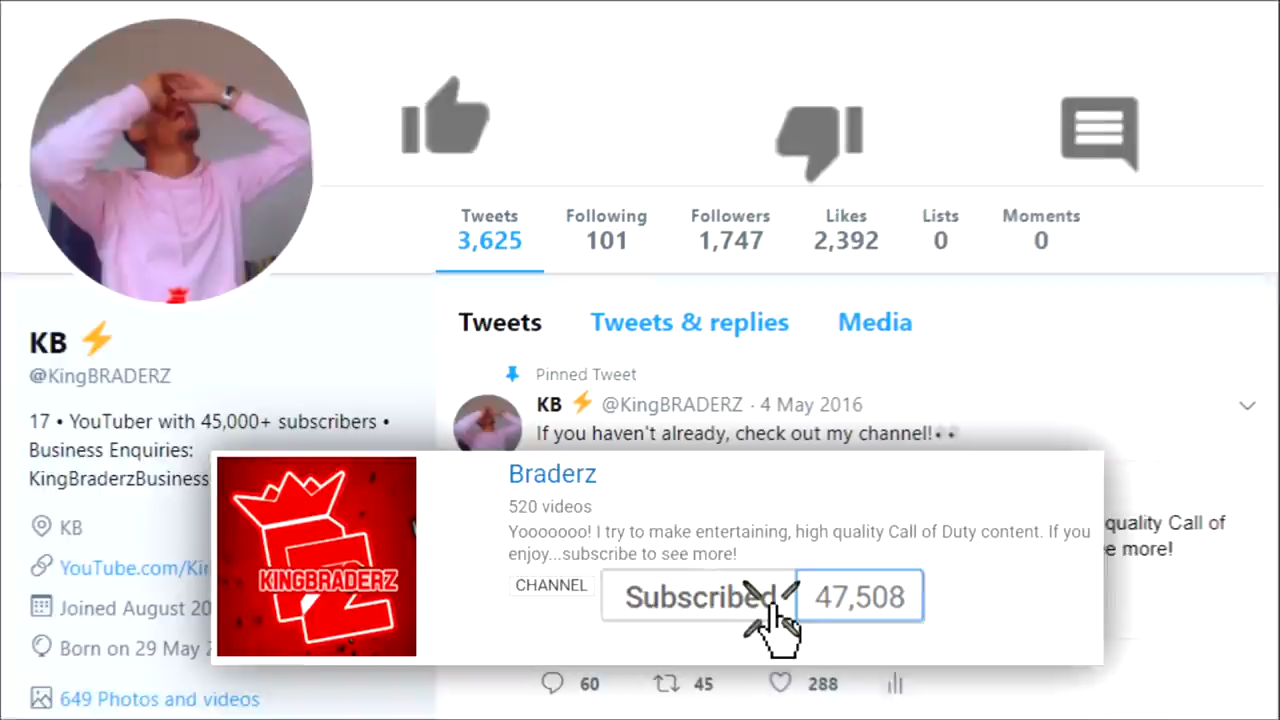 Tweets Following Followers Likes Lists Moments
3,625 101 1,747 2,392 0 0
Tweets Tweets & replies Media
KB⚡
@KingBRADERZ
Pinned Tweet
KB⚡ @KingBRADERZ · 4 May 2016
If you haven't already, check out my channel!👀
17 • YouTuber with 45,000+ subscribers •
Business Enquiries:
KingBraderzBusiness
KB
YouTube.com/Ki
Joined August 20
Born on 29 May
649 Photos and videos
KINGBRADERZ
Braderz
520 videos
Yooooooo! I try to make entertaining, high quality Call of Duty content. If you
enjoy...subscribe to see more!
CHANNEL Subscribed 47,508
quality Call of
e more!
60 45 288